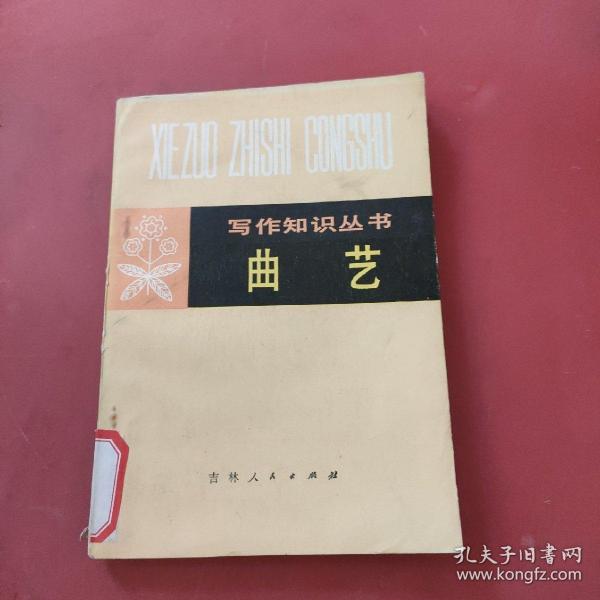 XIEZUO ZHISHI CONGSHU
写作知识丛书
曲艺
吉林人民出版社
孔夫子旧书网
www.kongfz.com